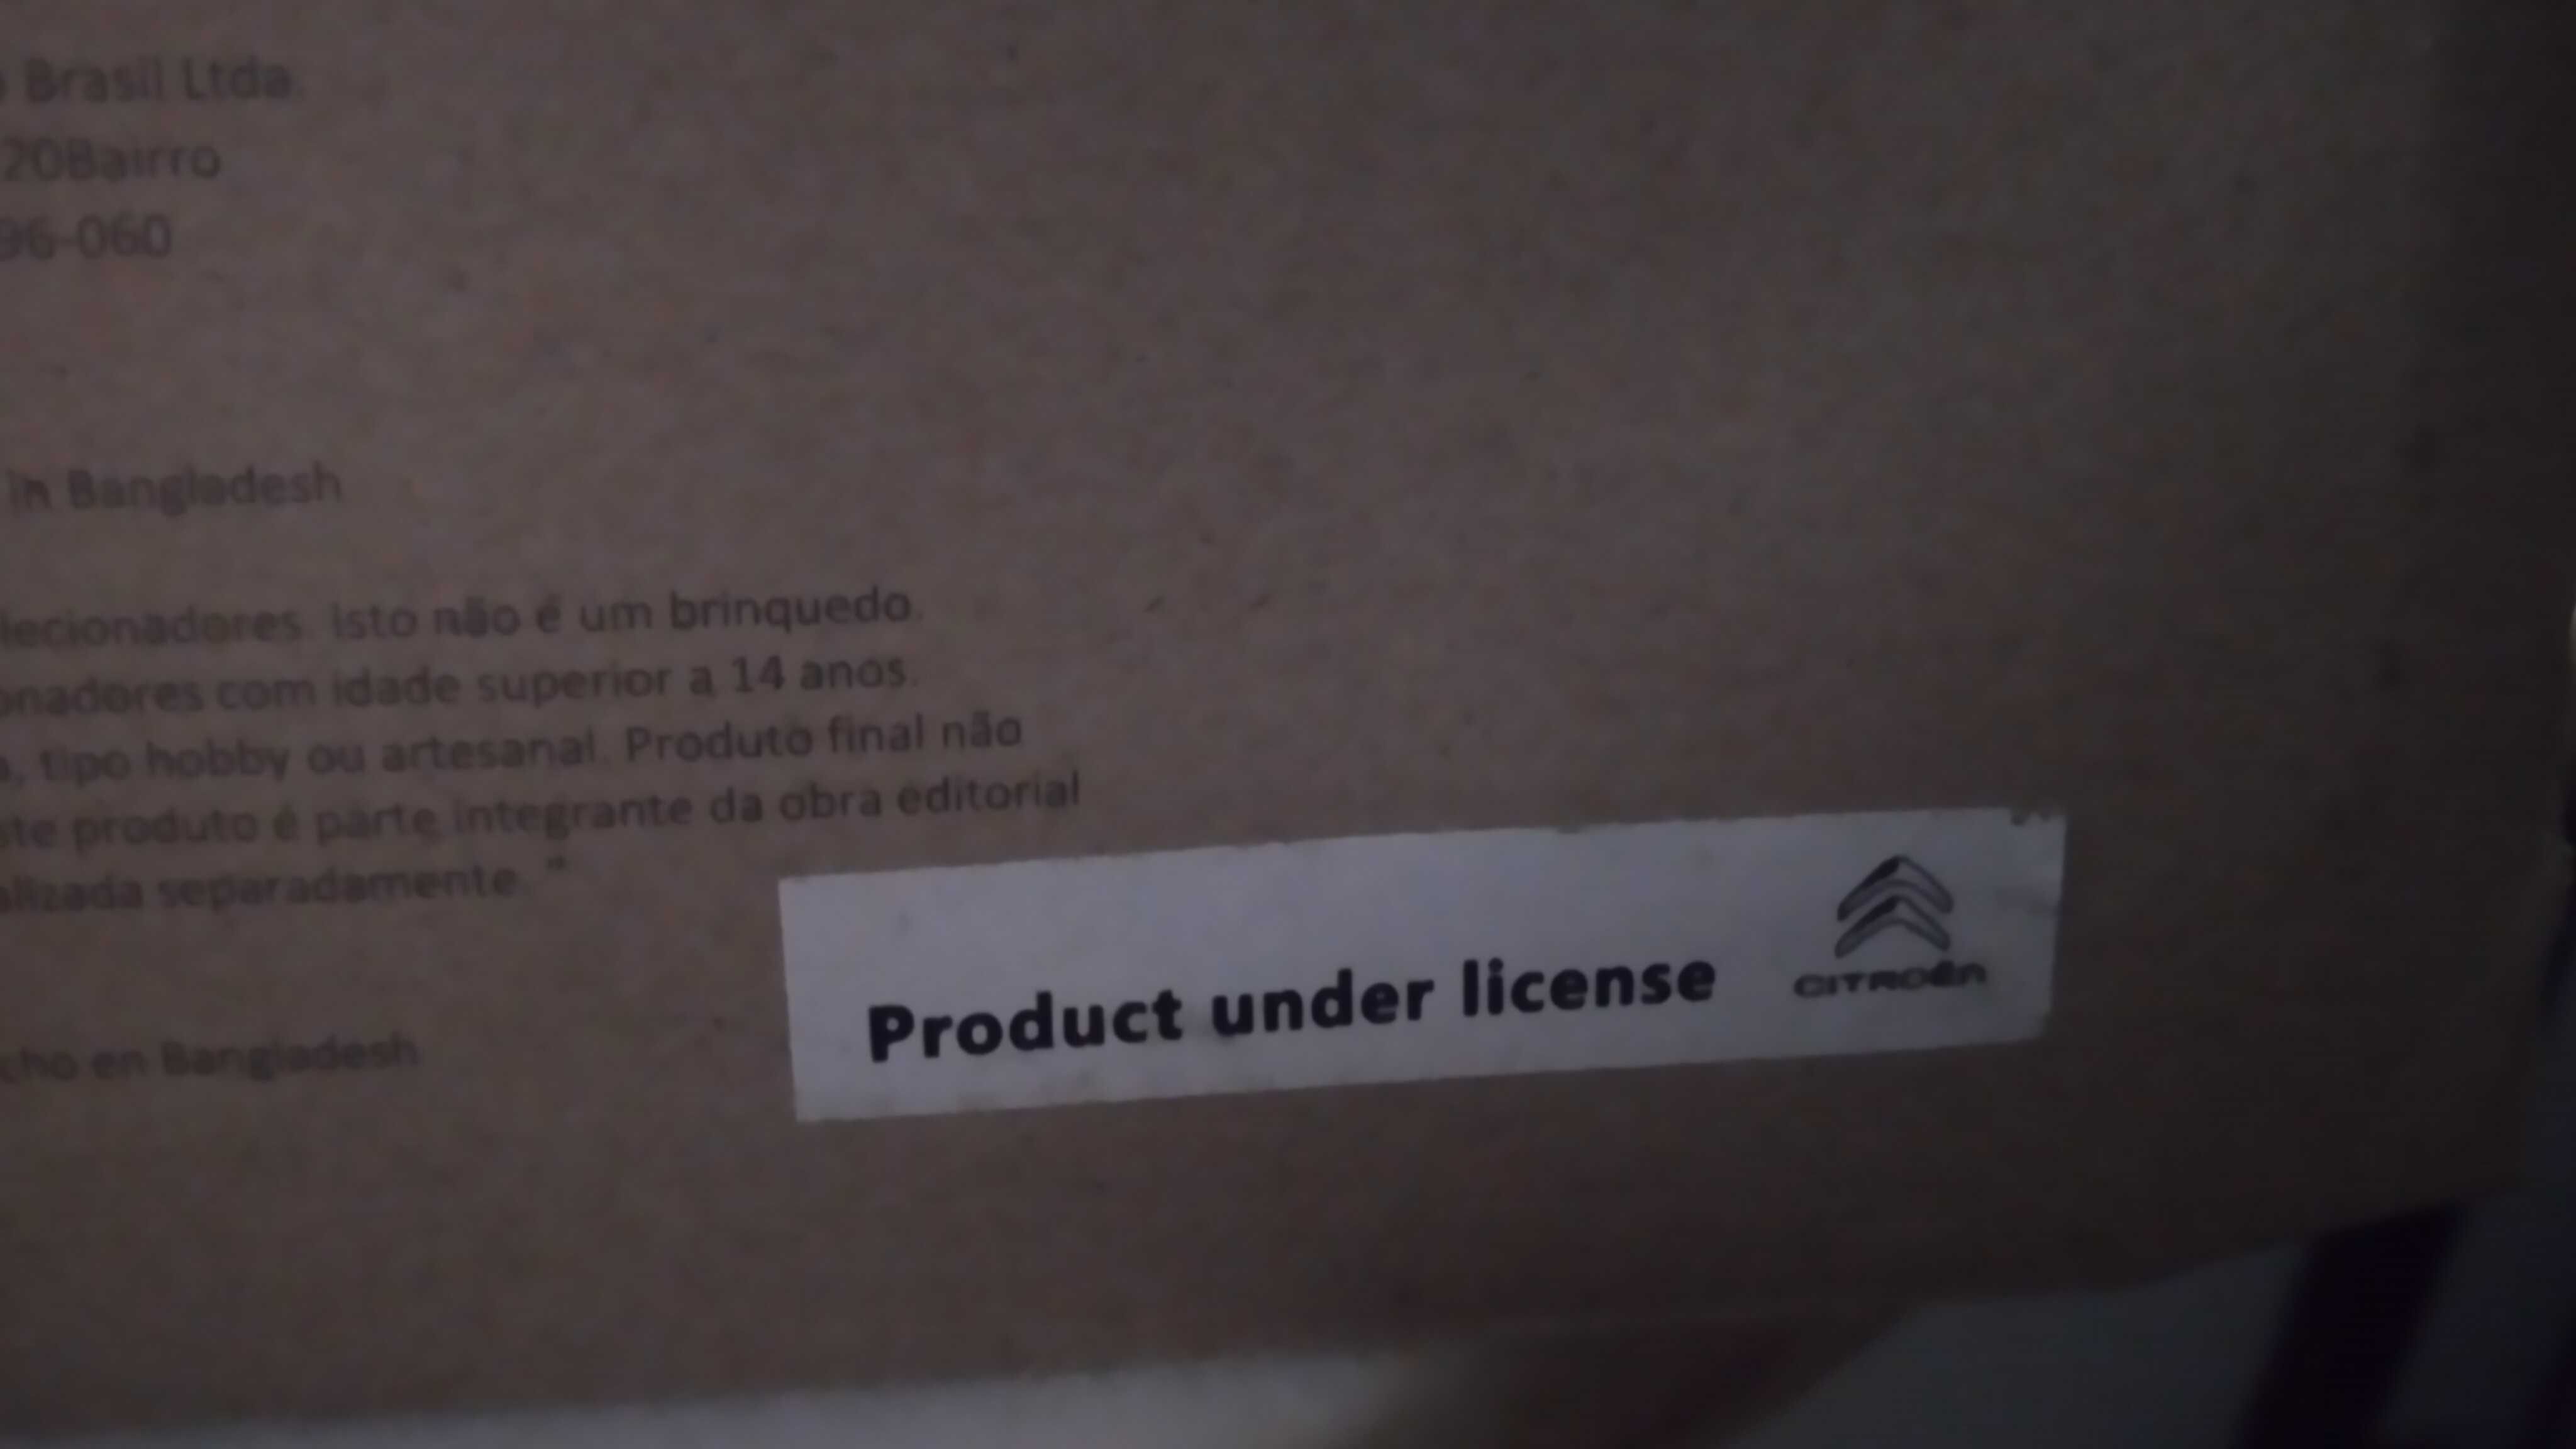 Brasil Ltda.
20Bairro
96-060
in Bangladesh
lecionadores. Isto não é um brinquedo.
onadores com idade superior a 14 anos.
, tipo hobby ou artesanal. Produto final não
ste produto é parte integrante da obra editorial
alizada separadamente. "
Product under license
CITROËN
cho en Bangladesh